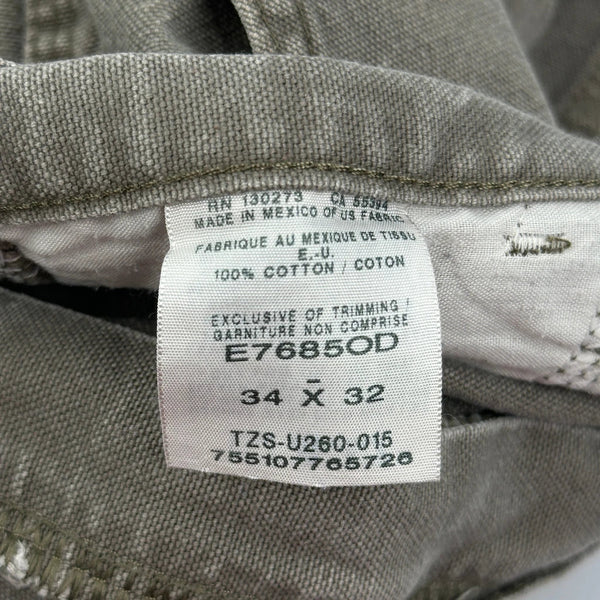 RN 130273 CA 55394
MADE IN MEXICO OF US FABRIC
FABRIQUE AU MEXIQUE DE TISSU
E.-U.
100% COTTON / COTON
EXCLUSIVE OF TRIMMING /
GARNITURE NON COMPRISE
E7685OD
34 X 32
TZS-U260-015
755107765726